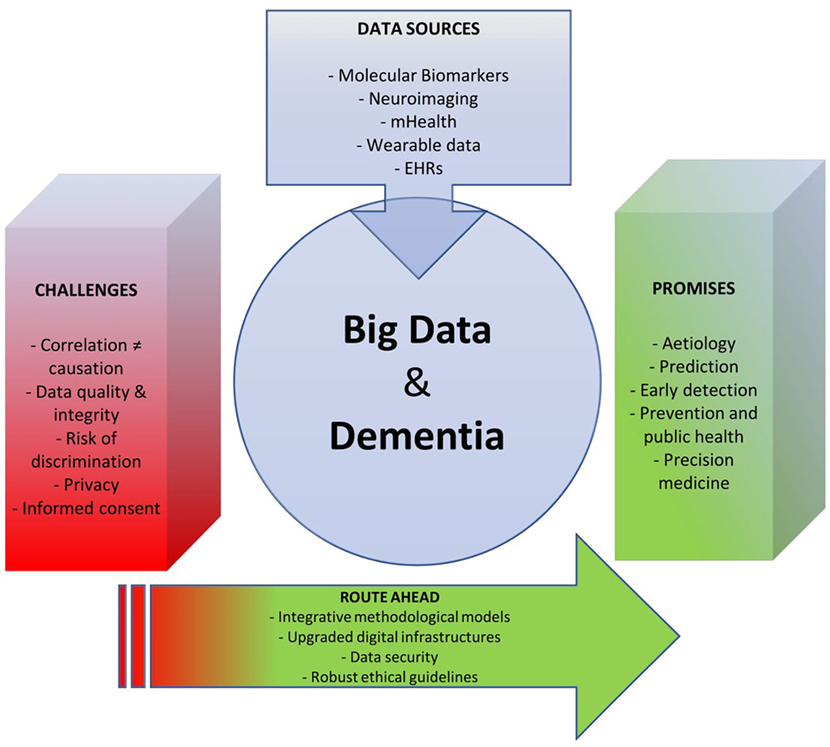 DATA SOURCES
- Molecular Biomarkers
- Neuroimaging
- mHealth
- Wearable data
- EHRs
CHALLENGES
- Correlation ≠
causation
- Data quality &
integrity
- Risk of
discrimination
- Privacy
- Informed consent
Big Data
&
Dementia
PROMISES
- Aetiology
- Prediction
- Early detection
- Prevention and
public health
- Precision
medicine
ROUTE AHEAD
- Integrative methodological models
- Upgraded digital infrastructures
- Data security
- Robust ethical guidelines